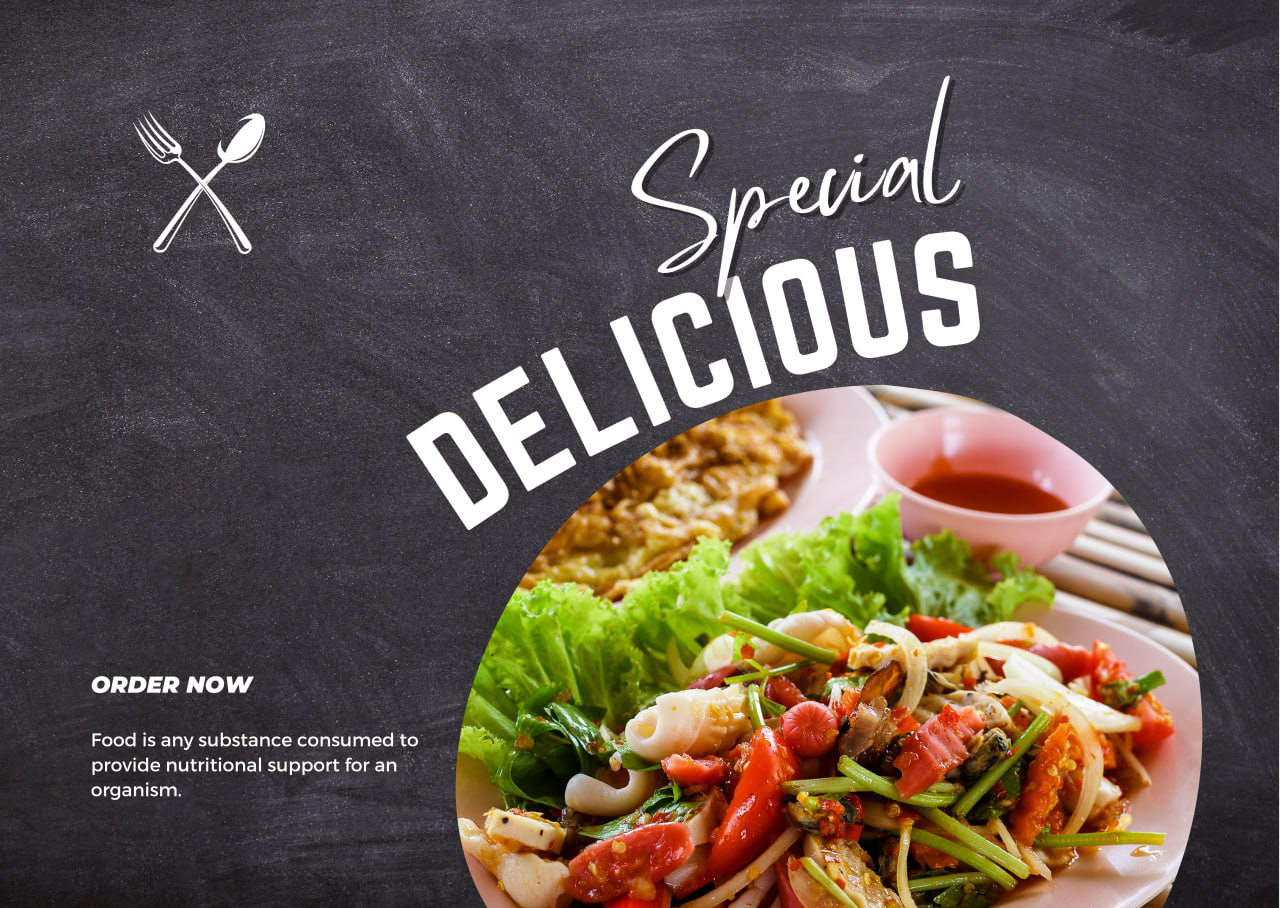 Special
DELICIOUS
ORDER NOW
Food is any substance consumed to
provide nutritional support for an
organism.